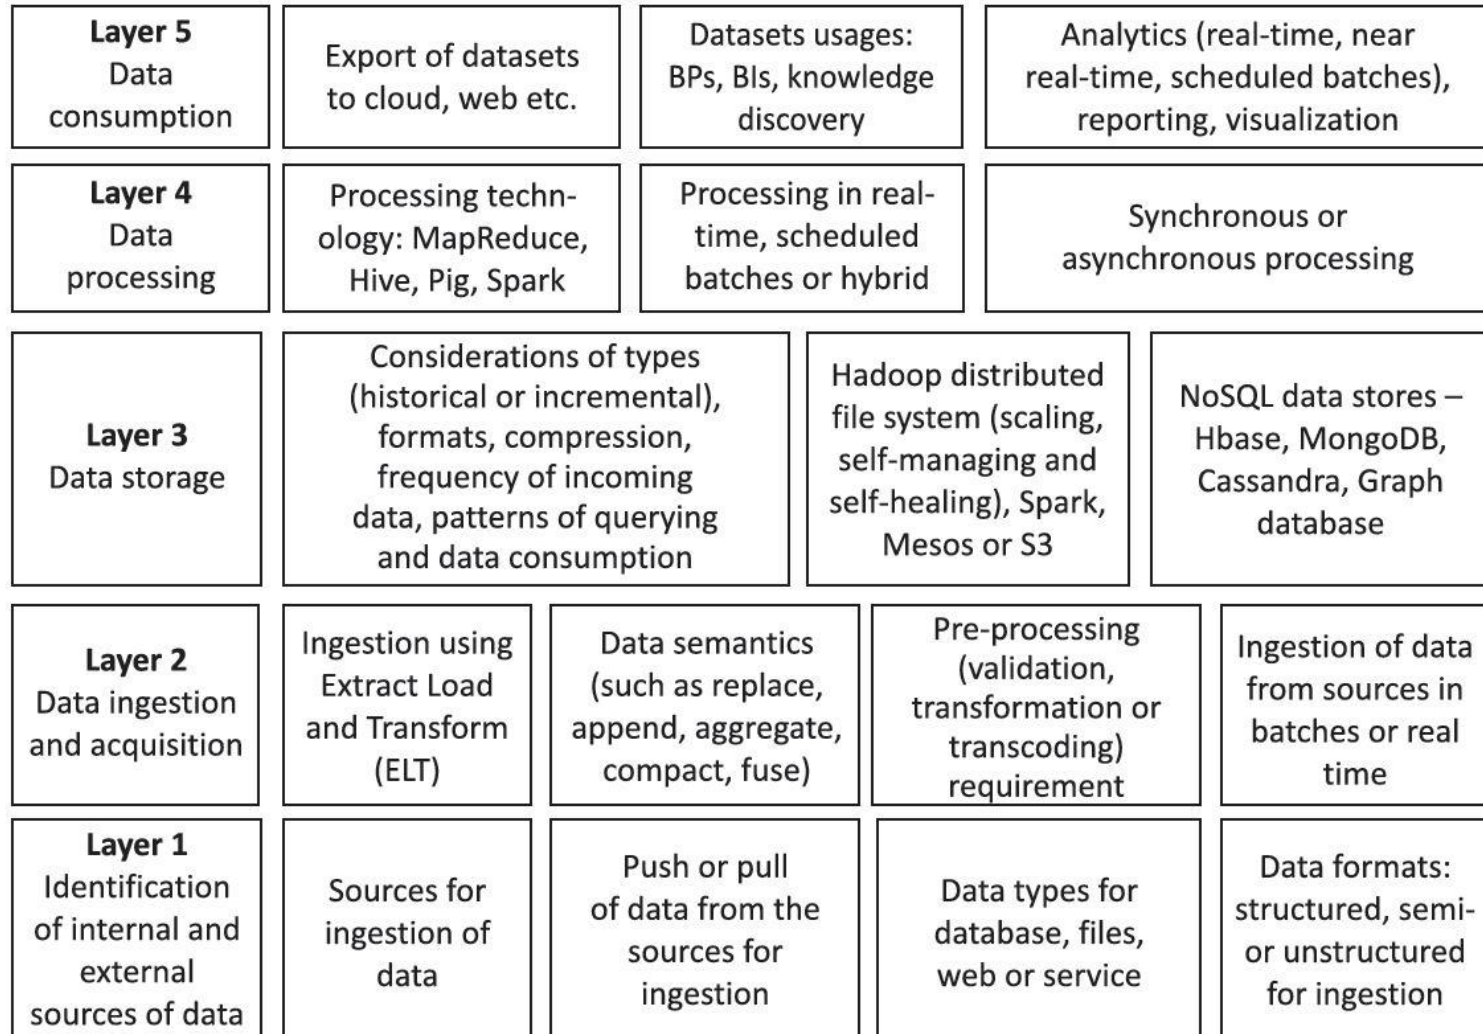 Layer 5
Data
consumption
Export of datasets
to cloud, web etc.
Datasets usages:
BPs, BIs, knowledge
discovery
Analytics (real-time, near
real-time, scheduled batches),
reporting, visualization
Layer 4
Data
processing
Processing techn-
ology: MapReduce,
Hive, Pig, Spark
Processing in real-
time, scheduled
batches or hybrid
Synchronous or
asynchronous processing
Layer 3
Data storage
Considerations of types
(historical or incremental),
formats, compression,
frequency of incoming
data, patterns of querying
and data consumption
Hadoop distributed
file system (scaling,
self-managing and
self-healing), Spark,
Mesos or S3
NoSQL data stores –
Hbase, MongoDB,
Cassandra, Graph
database
Layer 2
Data ingestion
and acquisition
Ingestion using
Extract Load
and Transform
(ELT)
Data semantics
(such as replace,
append, aggregate,
compact, fuse)
Pre-processing
(validation,
transformation or
transcoding)
requirement
Ingestion of data
from sources in
batches or real
time
Layer 1
Identification
of internal and
external
sources of data
Sources for
ingestion of
data
Push or pull
of data from the
sources for
ingestion
Data types for
database, files,
web or service
Data formats:
structured, semi-
or unstructured
for ingestion